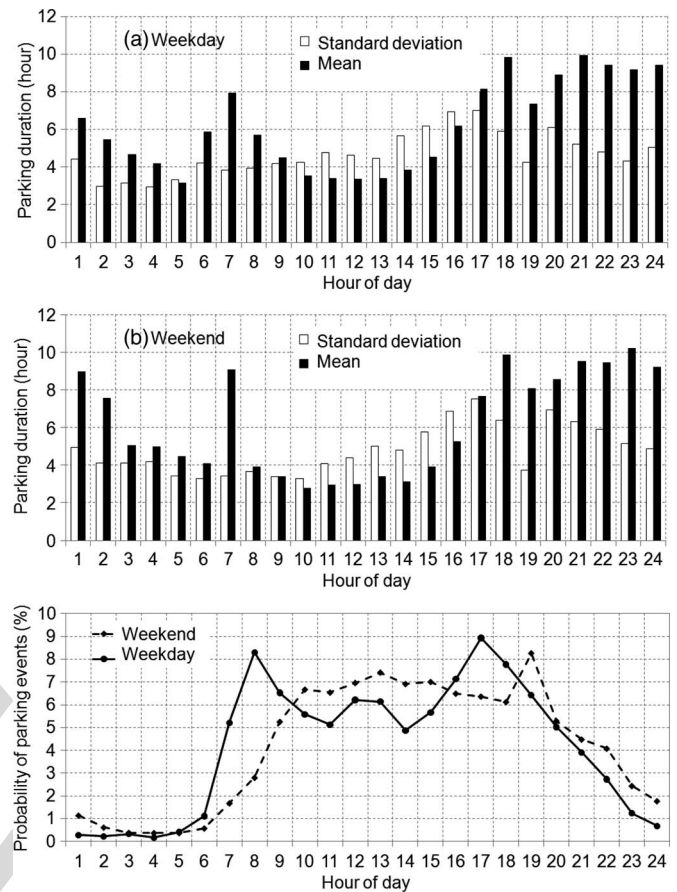 12
10
8
6
4
2
0
Parking duration (hour)
(a) Weekday
Standard deviation
Mean
1 2 3 4 5 6 7 8 9 10 11 12 13 14 15 16 17 18 19 20 21 22 23 24
Hour of day
12
10
8
6
4
2
0
Parking duration (hour)
(b) Weekend
Standard deviation
Mean
1 2 3 4 5 6 7 8 9 10 11 12 13 14 15 16 17 18 19 20 21 22 23 24
Hour of day
10
9
8
7
6
5
4
3
2
1
0
Probability of parking events (%)
Weekend
Weekday
1 2 3 4 5 6 7 8 9 10 11 12 13 14 15 16 17 18 19 20 21 22 23 24
Hour of day